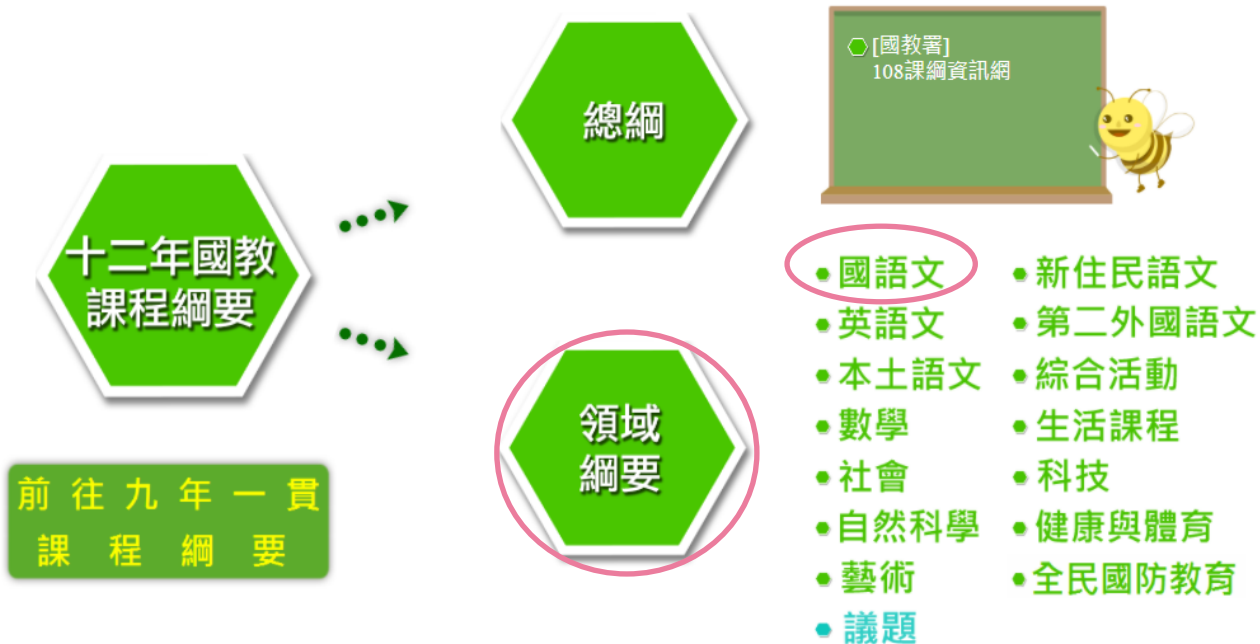 十二年國教
課程綱要
前往九年一貫
課程綱要
總綱
領域
綱要
[國教署]
108課綱資訊網
國語文
英語文
本土語文
數學
社會
自然科學
藝術
議題
新住民語文
第二外國語文
綜合活動
生活課程
科技
健康與體育
全民國防教育